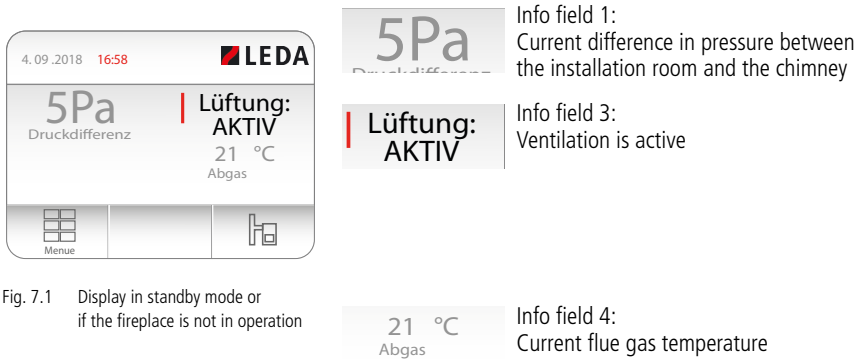 4. 09 .2018 16:58 LEDA
5Pa
Druckdifferenz
Lüftung:
AKTIV
21 °C
Abgas
Menue
Fig. 7.1 Display in standby mode or
if the fireplace is not in operation
5Pa
Druckdifferenz
Info field 1:
Current difference in pressure between
the installation room and the chimney
Lüftung:
AKTIV
Info field 3:
Ventilation is active
21 °C
Abgas
Info field 4:
Current flue gas temperature